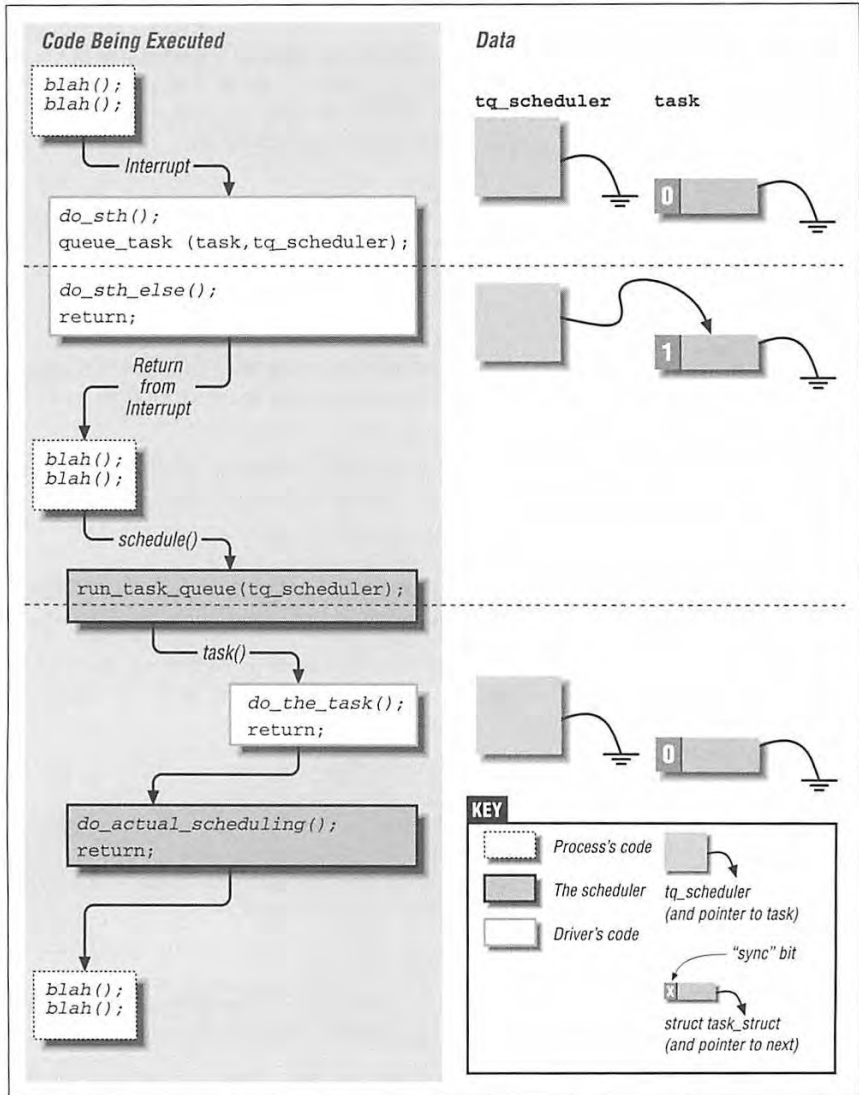 Code Being Executed
Data
blah();
blah();
tq_scheduler
task
Interrupt
0
do_sth();
queue_task (task,tq_scheduler);
do_sth_else();
return;
1
Return
from
Interrupt
blah();
blah();
schedule()
run_task_queue(tq_scheduler);
task()
do_the_task();
return;
0
do_actual_scheduling();
return;
blah();
blah();
KEY
Process's code
The scheduler
Driver's code
tq_scheduler
(and pointer to task)
"sync" bit
X
struct task_struct
(and pointer to next)